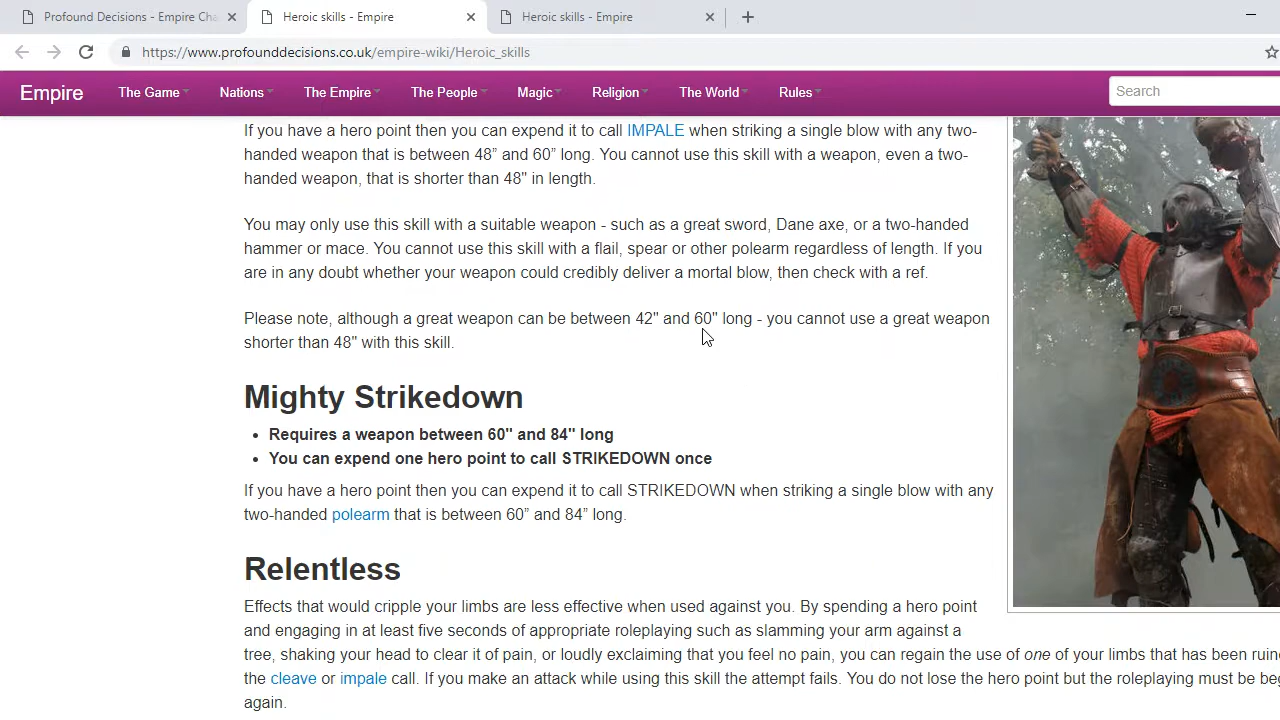 Profound Decisions - Empire Cha
Heroic skills - Empire
Heroic skills - Empire
https://www.profounddecisions.co.uk/empire-wiki/Heroic_skills
Empire The Game Nations The Empire The People Magic Religion The World Rules Search
If you have a hero point then you can expend it to call IMPALE when striking a single blow with any two-
handed weapon that is between 48” and 60” long. You cannot use this skill with a weapon, even a two-
handed weapon, that is shorter than 48" in length.
You may only use this skill with a suitable weapon - such as a great sword, Dane axe, or a two-handed
hammer or mace. You cannot use this skill with a flail, spear or other polearm regardless of length. If you
are in any doubt whether your weapon could credibly deliver a mortal blow, then check with a ref.
Please note, although a great weapon can be between 42" and 60" long - you cannot use a great weapon
shorter than 48" with this skill.
Mighty Strikedown
• Requires a weapon between 60" and 84" long
• You can expend one hero point to call STRIKEDOWN once
If you have a hero point then you can expend it to call STRIKEDOWN when striking a single blow with any
two-handed polearm that is between 60” and 84” long.
Relentless
Effects that would cripple your limbs are less effective when used against you. By spending a hero point
and engaging in at least five seconds of appropriate roleplaying such as slamming your arm against a
tree, shaking your head to clear it of pain, or loudly exclaiming that you feel no pain, you can regain the use of one of your limbs that has been ruin
the cleave or impale call. If you make an attack while using this skill the attempt fails. You do not lose the hero point but the roleplaying must be beg
again.